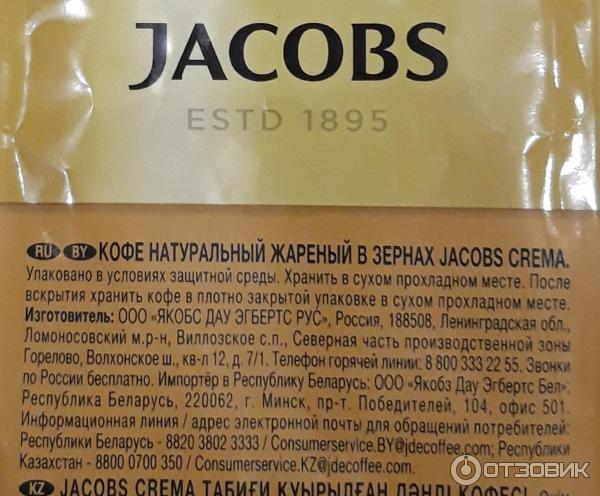 JACOBS
ESTD 1895
RU BY КОФЕ НАТУРАЛЬНЫЙ ЖАРЕНЫЙ В ЗЕРНАХ JACOBS CREMA.
Упаковано в условиях защитной среды. Хранить в сухом прохладном месте. После
вскрытия хранить кофе в плотно закрытой упаковке в сухом прохладном месте.
Изготовитель: ООО «ЯКОБС ДАУ ЭГБЕРТС РУС», Россия, 188508, Ленинградская обл.,
Ломоносовский м.р-н, Виллозское с.п., Северная часть производственной зоны
Горелово, Волхонское ш., кв-л 12, д. 7/1. Телефон горячей линии: 8 800 333 22 55. Звонки
по России бесплатно. Импортёр в Республику Беларусь: ООО «Якобз Дау Эгбертс Бел»;
Республика Беларусь, 220062, г. Минск, пр-т. Победителей, 104, офис 501.
Информационная линия / адрес электронной почты для обращений потребителей:
Республики Беларусь - 8820 3802 3333 / Consumerservice.BY@jdecoffee.com; Республики
Казахстан - 8800 0700 350 / Consumerservice.KZ@jdecoffee.com.
KZ JACOBS CREMA ТАБИҒИ ҚУЫРЫЛҒАН ДӘНДІ КОФЕСІ
ОТЗОВИК